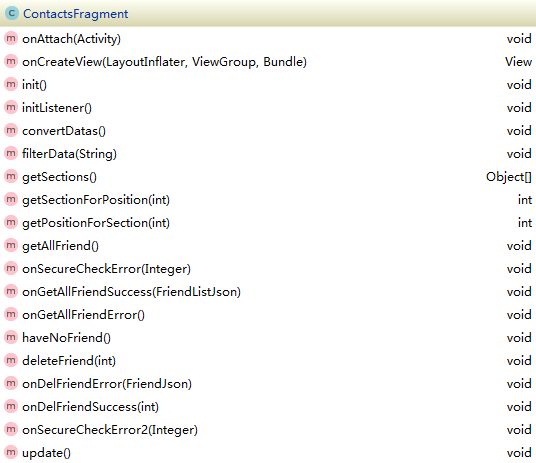 C ContactsFragment
m onAttach(Activity) void
m onCreateView(LayoutInflater, ViewGroup, Bundle) View
m init() void
m initListener() void
m convertDatas() void
m filterData(String) void
m getSections() Object[]
m getSectionForPosition(int) int
m getPositionForSection(int) int
m getAllFriend() void
m onSecureCheckError(Integer) void
m onGetAllFriendSuccess(FriendListJson) void
m onGetAllFriendError() void
m haveNoFriend() void
m deleteFriend(int) void
m onDelFriendError(FriendJson) void
m onDelFriendSuccess(int) void
m onSecureCheckError2(Integer) void
m update() void